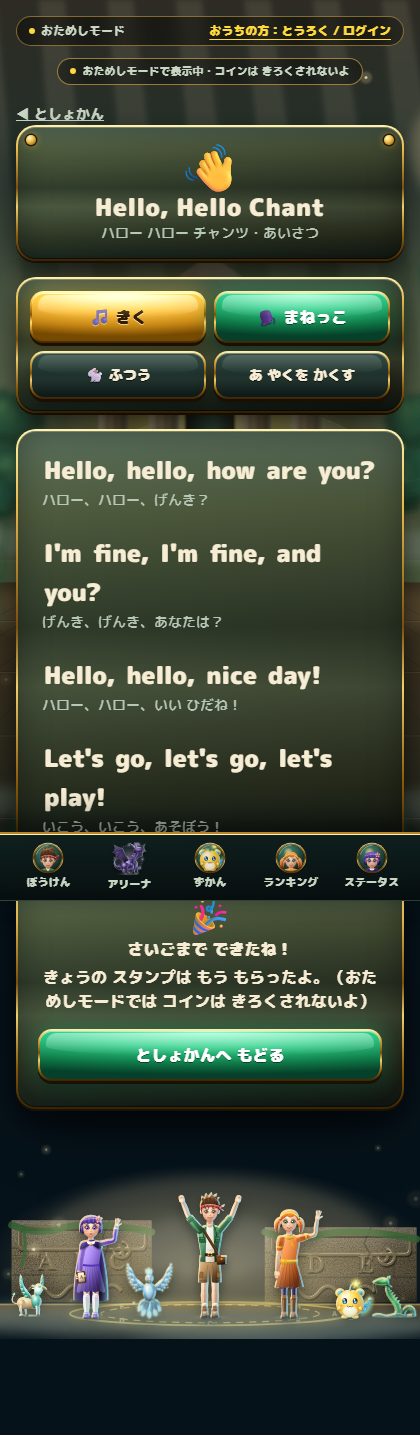 おためしモード
おうちの方：とうろく / ログイン
おためしモードで表示中・コインは きろくされないよ
◀ としょかん
Hello, Hello Chant
ハロー ハロー チャンツ・あいさつ
きく
まねっこ
ふつう
あ やくを かくす
Hello, hello, how are you?
ハロー、ハロー、げんき？
I'm fine, I'm fine, and
you?
げんき、げんき、あなたは？
Hello, hello, nice day!
ハロー、ハロー、いい ひだね！
Let's go, let's go, let's
play!
いこう、いこう、あそぼう！
ぼうけん
アリーナ
ずかん
ランキング
ステータス
さいごまで できたね！
きょうの スタンプは もう もらったよ。（おた
めしモードでは コインは きろくされないよ）
としょかんへ もどる
A C D E